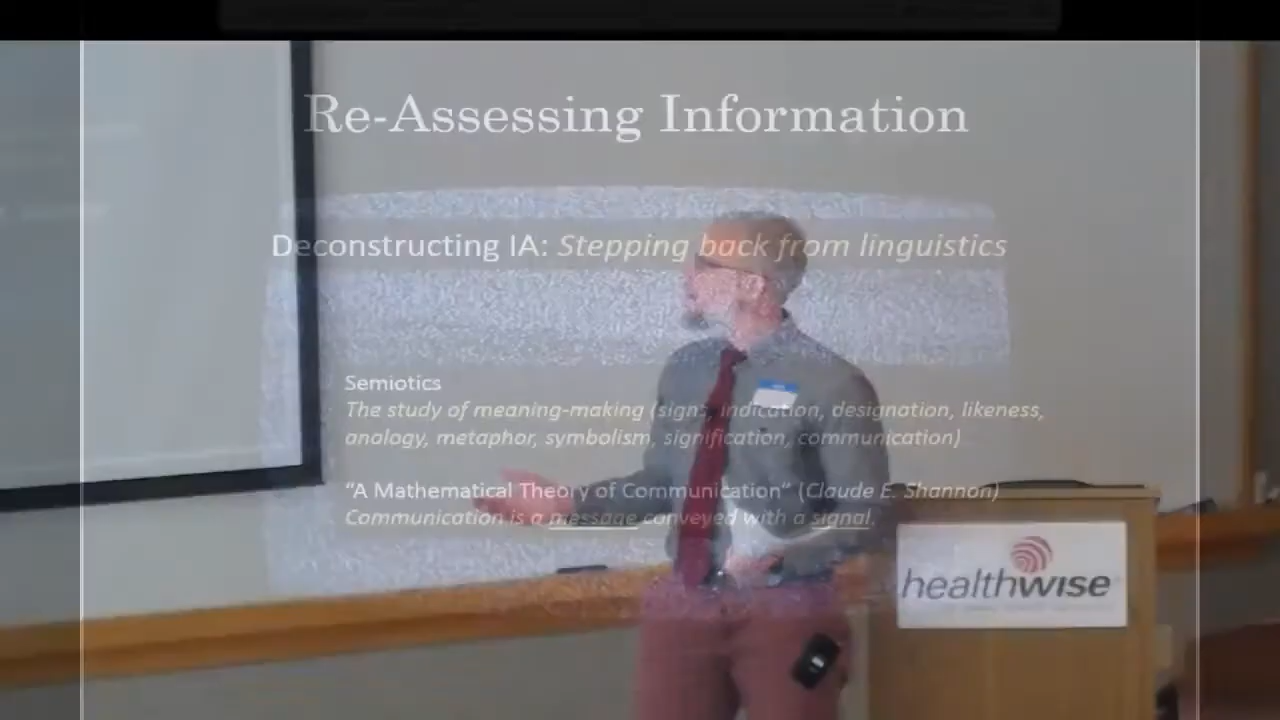 Re-Assessing Information
Deconstructing IA: Stepping back from linguistics
Semiotics
The study of meaning-making (signs, indication, designation, likeness,
analogy, metaphor, symbolism, signification, communication)
“A Mathematical Theory of Communication” (Claude E. Shannon)
Communication is a message conveyed with a signal.
healthwise